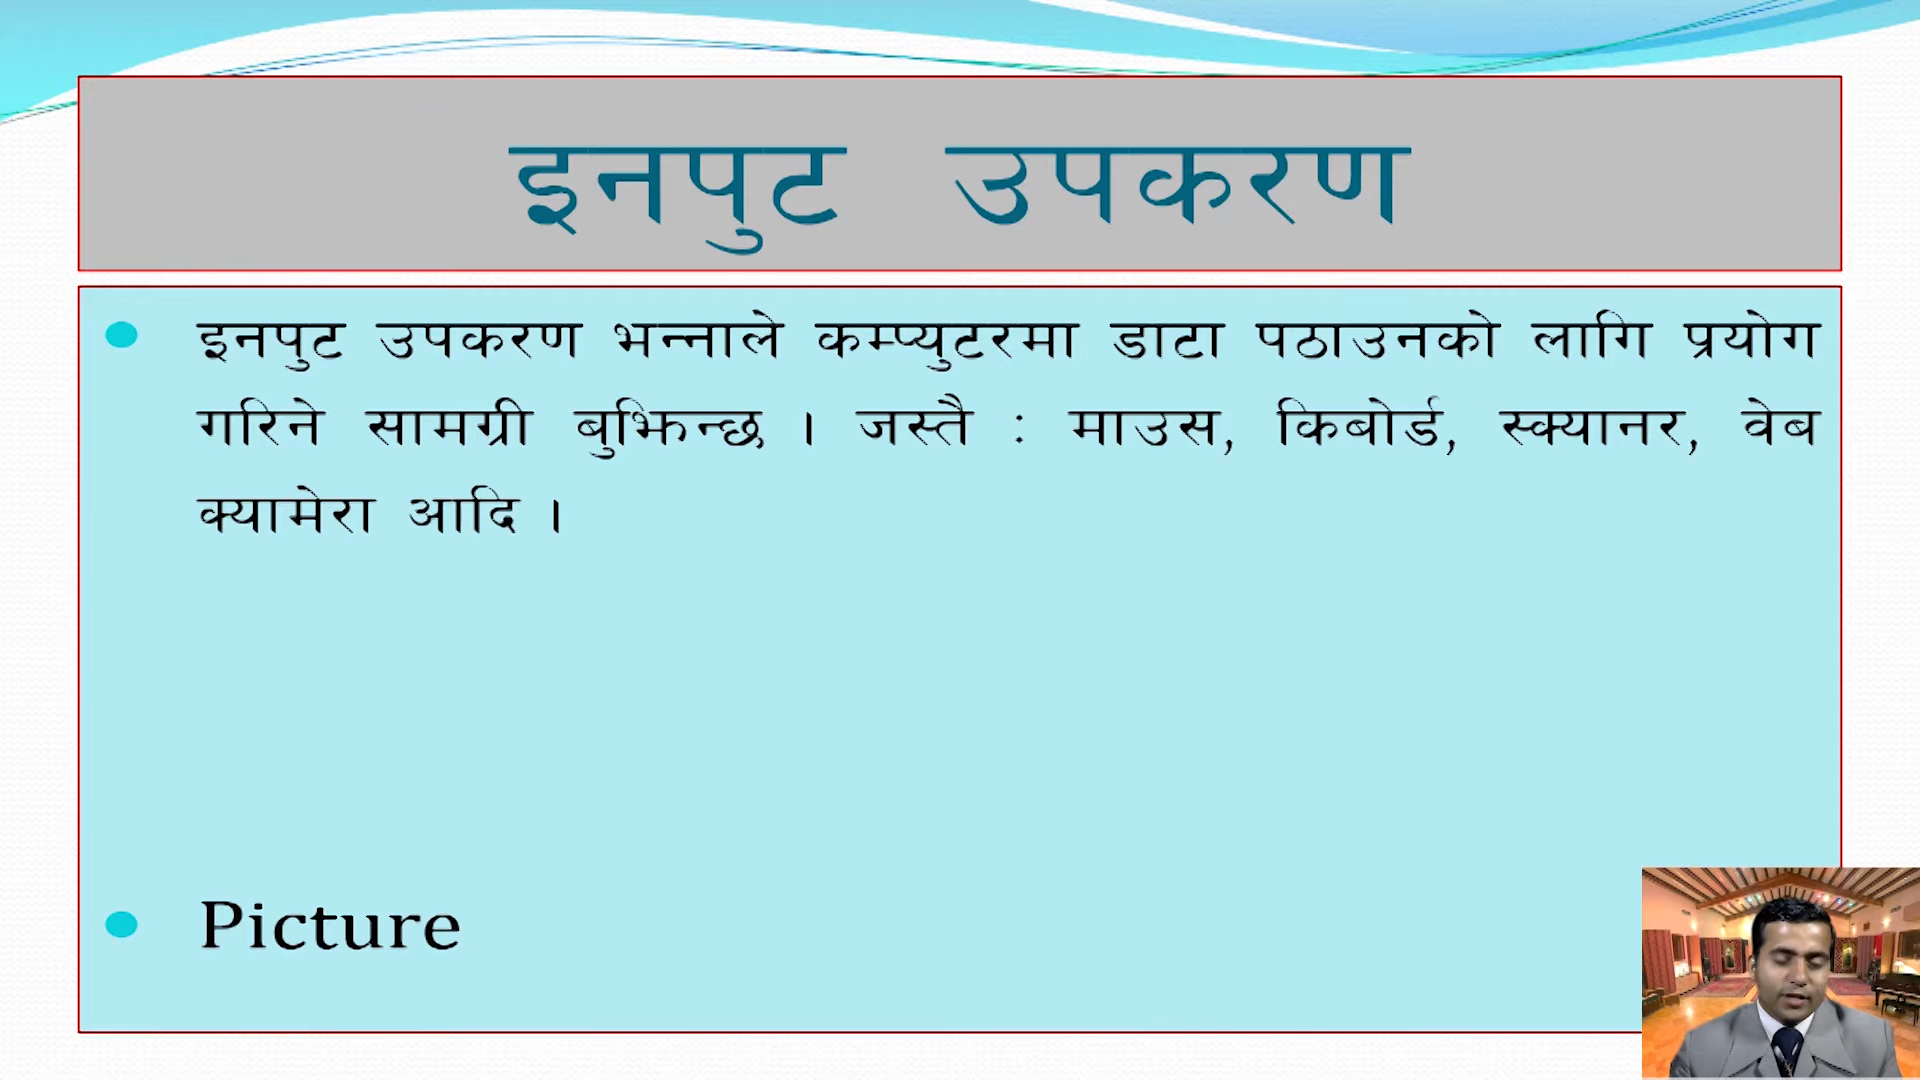 इनपुट उपकरण
इनपुट उपकरण भन्नाले कम्प्युटरमा डाटा पठाउनको लागि प्रयोग
गरिने सामग्री बुझिन्छ । जस्तै : माउस, किबोर्ड, स्क्यानर, वेब
क्यामेरा आदि ।
Picture